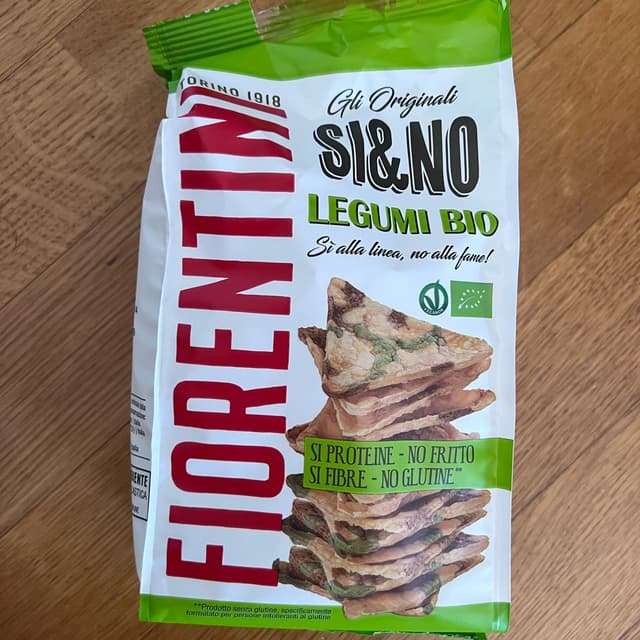 TORINO 1918
FIORENTINI
Gli Originali
SI&NO
LEGUMI BIO
Sì alla linea, no alla fame!
SI PROTEINE - NO FRITTO
SI FIBRE - NO GLUTINE**
**Prodotto senza glutine, specificamente
formulato per persone intolleranti al glutine